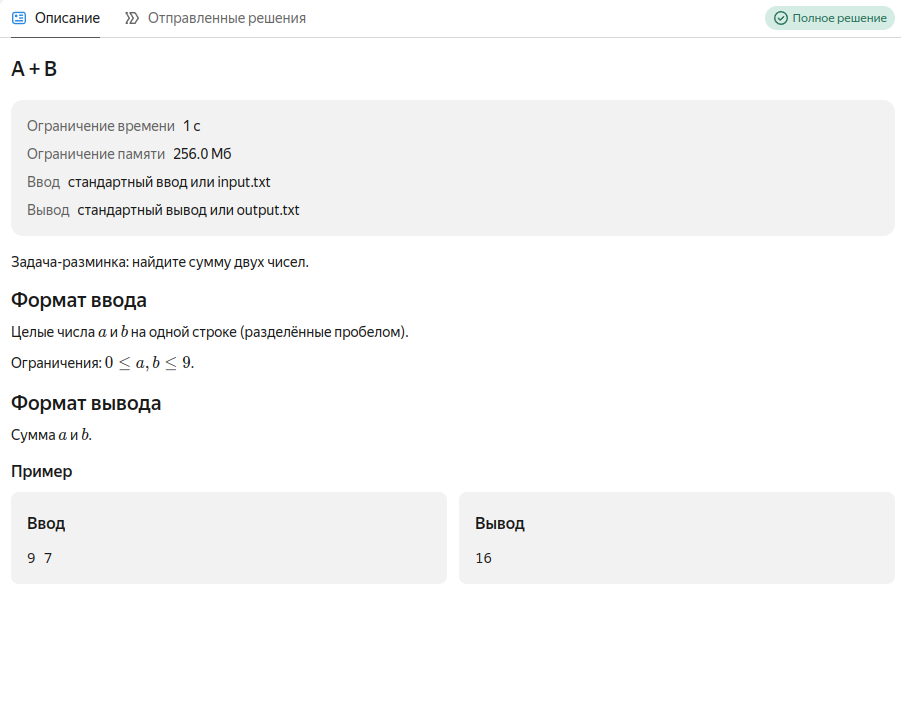 Описание
Отправленные решения
Полное решение
A + B
Ограничение времени 1 с
Ограничение памяти 256.0 Мб
Ввод стандартный ввод или input.txt
Вывод стандартный вывод или output.txt
Задача-разминка: найдите сумму двух чисел.
Формат ввода
Целые числа a и b на одной строке (разделённые пробелом).
Ограничения: 0 ≤ a, b ≤ 9.
Формат вывода
Сумма a и b.
Пример
Ввод
9 7
Вывод
16